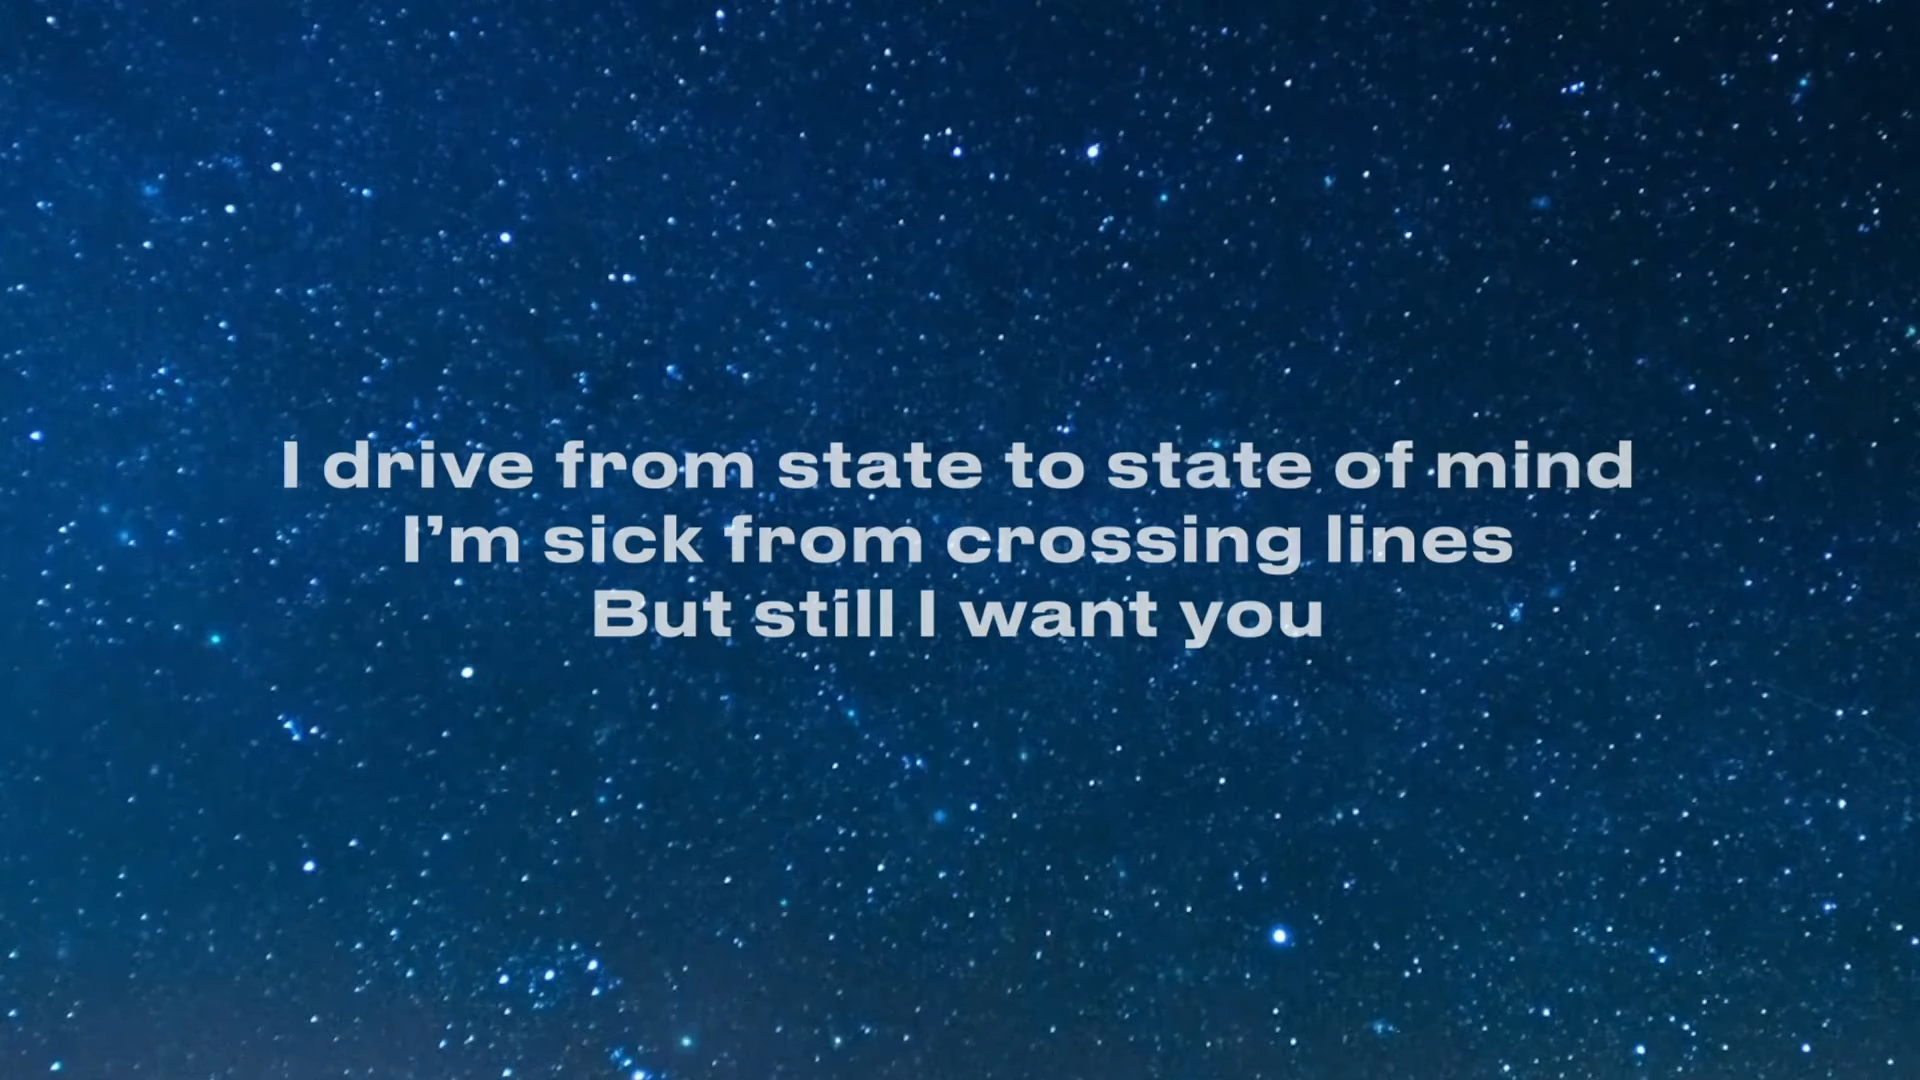 I drive from state to state of mind
I’m sick from crossing lines
But still I want you